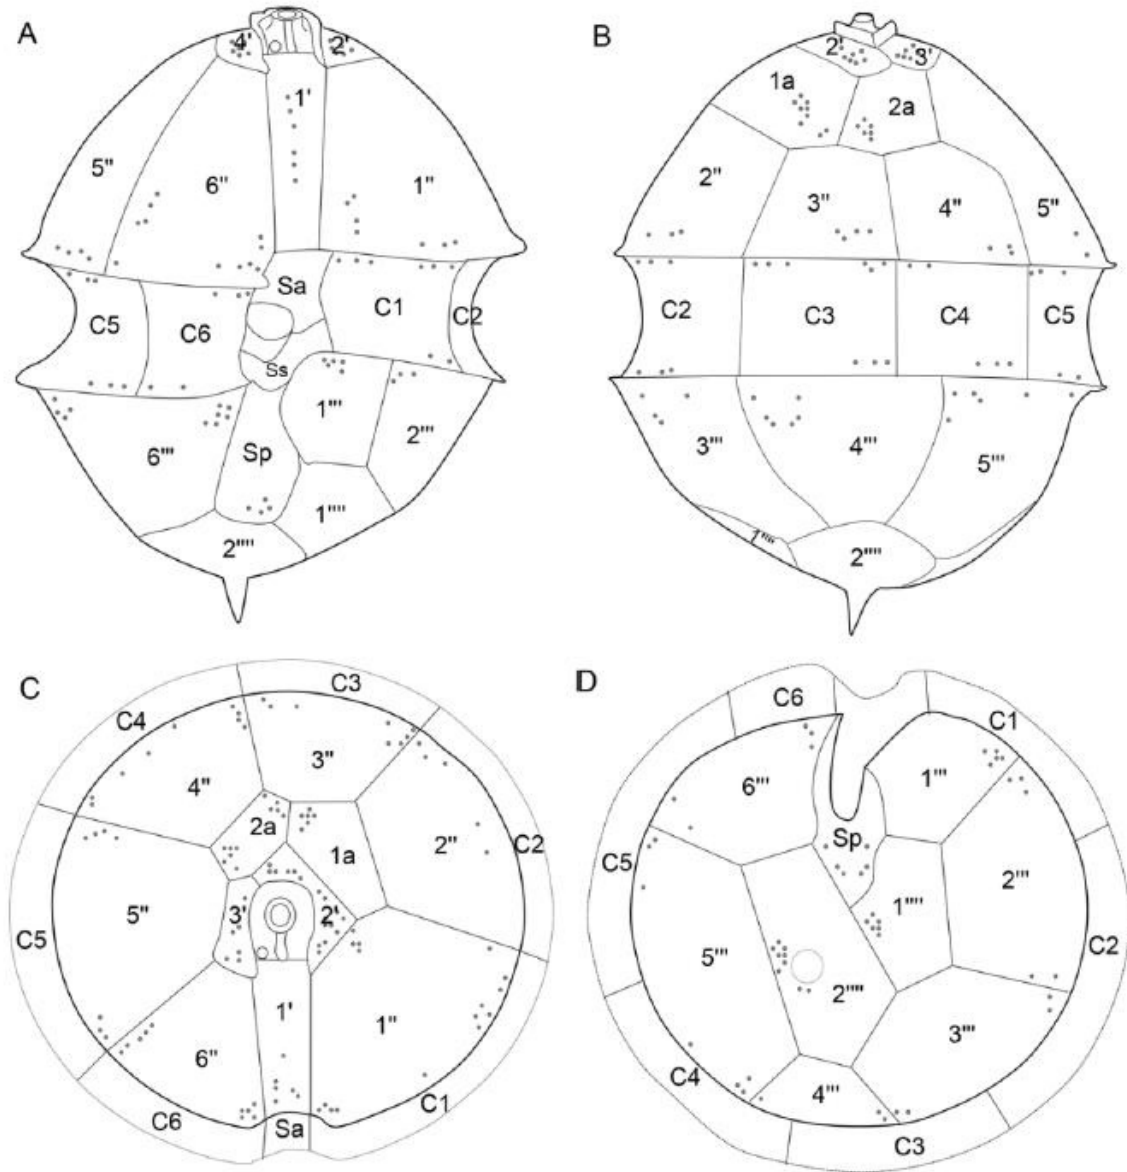 A
4' 2'
1'
5" 6" 1"
Sa
C5 C6 C1 C2
Ss
1''' 2'''
6''' Sp
1''''
2''''
B
2' 3'
1a 2a
2" 3" 4" 5"
C2 C3 C4 C5
3''' 4''' 5'''
1'''' 2''''
C
C3
C4
3"
4"
2a 1a 2" C2
3' 2'
5"
C5
1' 1"
6"
C6 Sa C1
D
C6 C1
6''' 1'''
C5 Sp 2'''
1''''
5''' C2
2''''
3'''
C4 4'''
C3